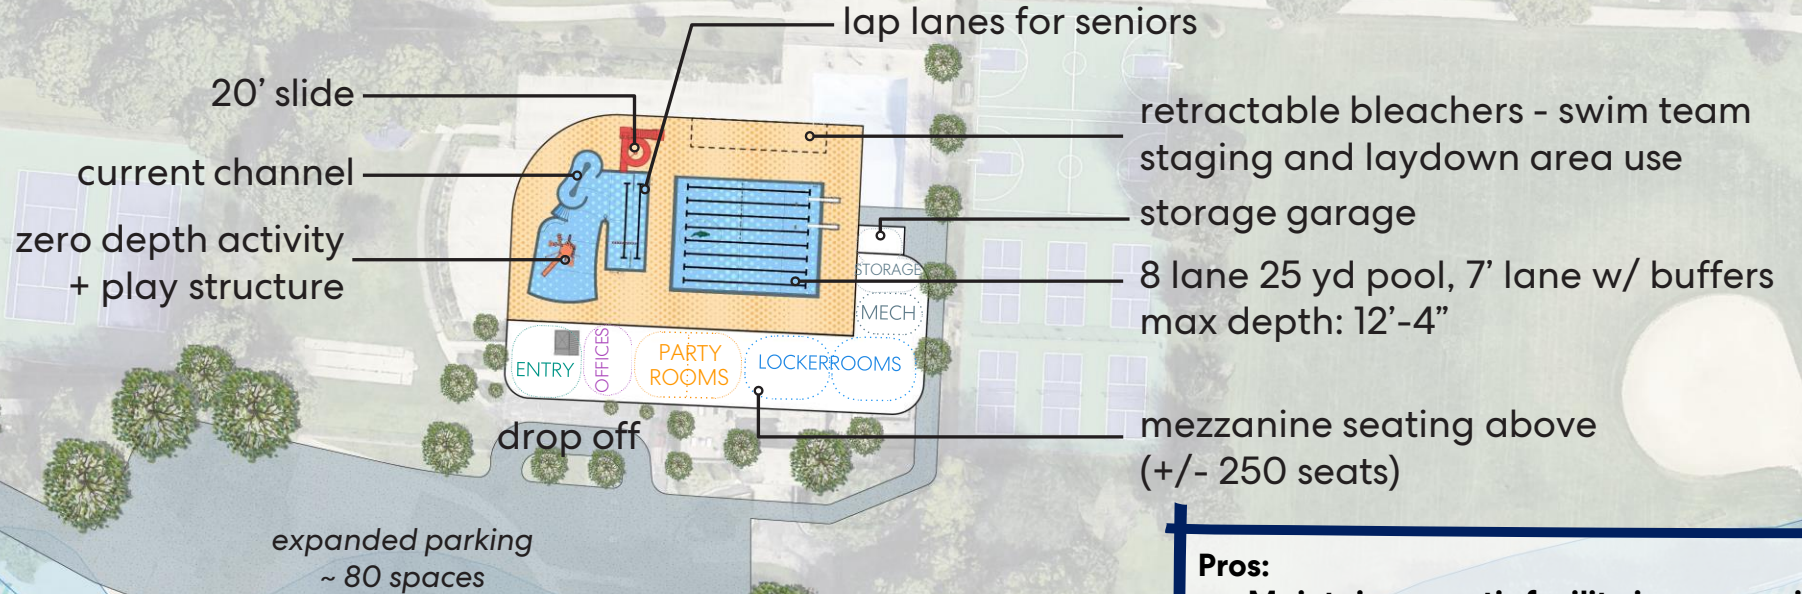 lap lanes for seniors
20’ slide
current channel
zero depth activity
+ play structure
retractable bleachers - swim team
staging and laydown area use
storage garage
8 lane 25 yd pool, 7’ lane w/ buffers
max depth: 12’-4”
STORAGE
MECH
ENTRY
OFFICES
PARTY
ROOMS
LOCKERROOMS
drop off
mezzanine seating above
(+/- 250 seats)
expanded parking
~ 80 spaces
Pros: